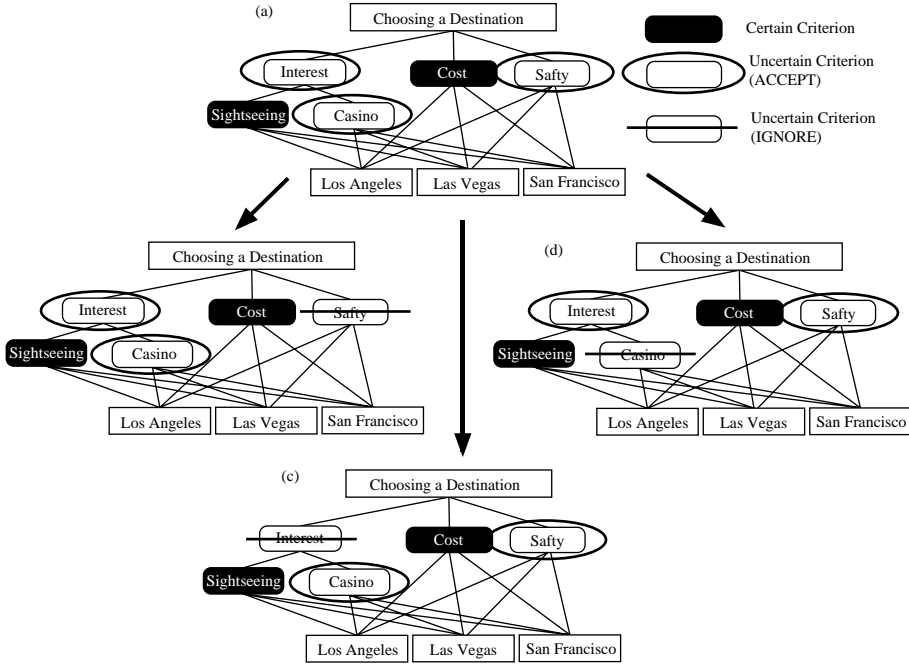 (a)
Choosing a Destination
Interest
Cost
Safty
Sightseeing
Casino
Los Angeles
Las Vegas
San Francisco
Certain Criterion
Uncertain Criterion
(ACCEPT)
Uncertain Criterion
(IGNORE)
Choosing a Destination
Interest
Cost
Safty
Sightseeing
Casino
Los Angeles
Las Vegas
San Francisco
(d)
Choosing a Destination
Interest
Cost
Safty
Sightseeing
Casino
Los Angeles
Las Vegas
San Francisco
(c)
Choosing a Destination
Interest
Cost
Safty
Sightseeing
Casino
Los Angeles
Las Vegas
San Francisco